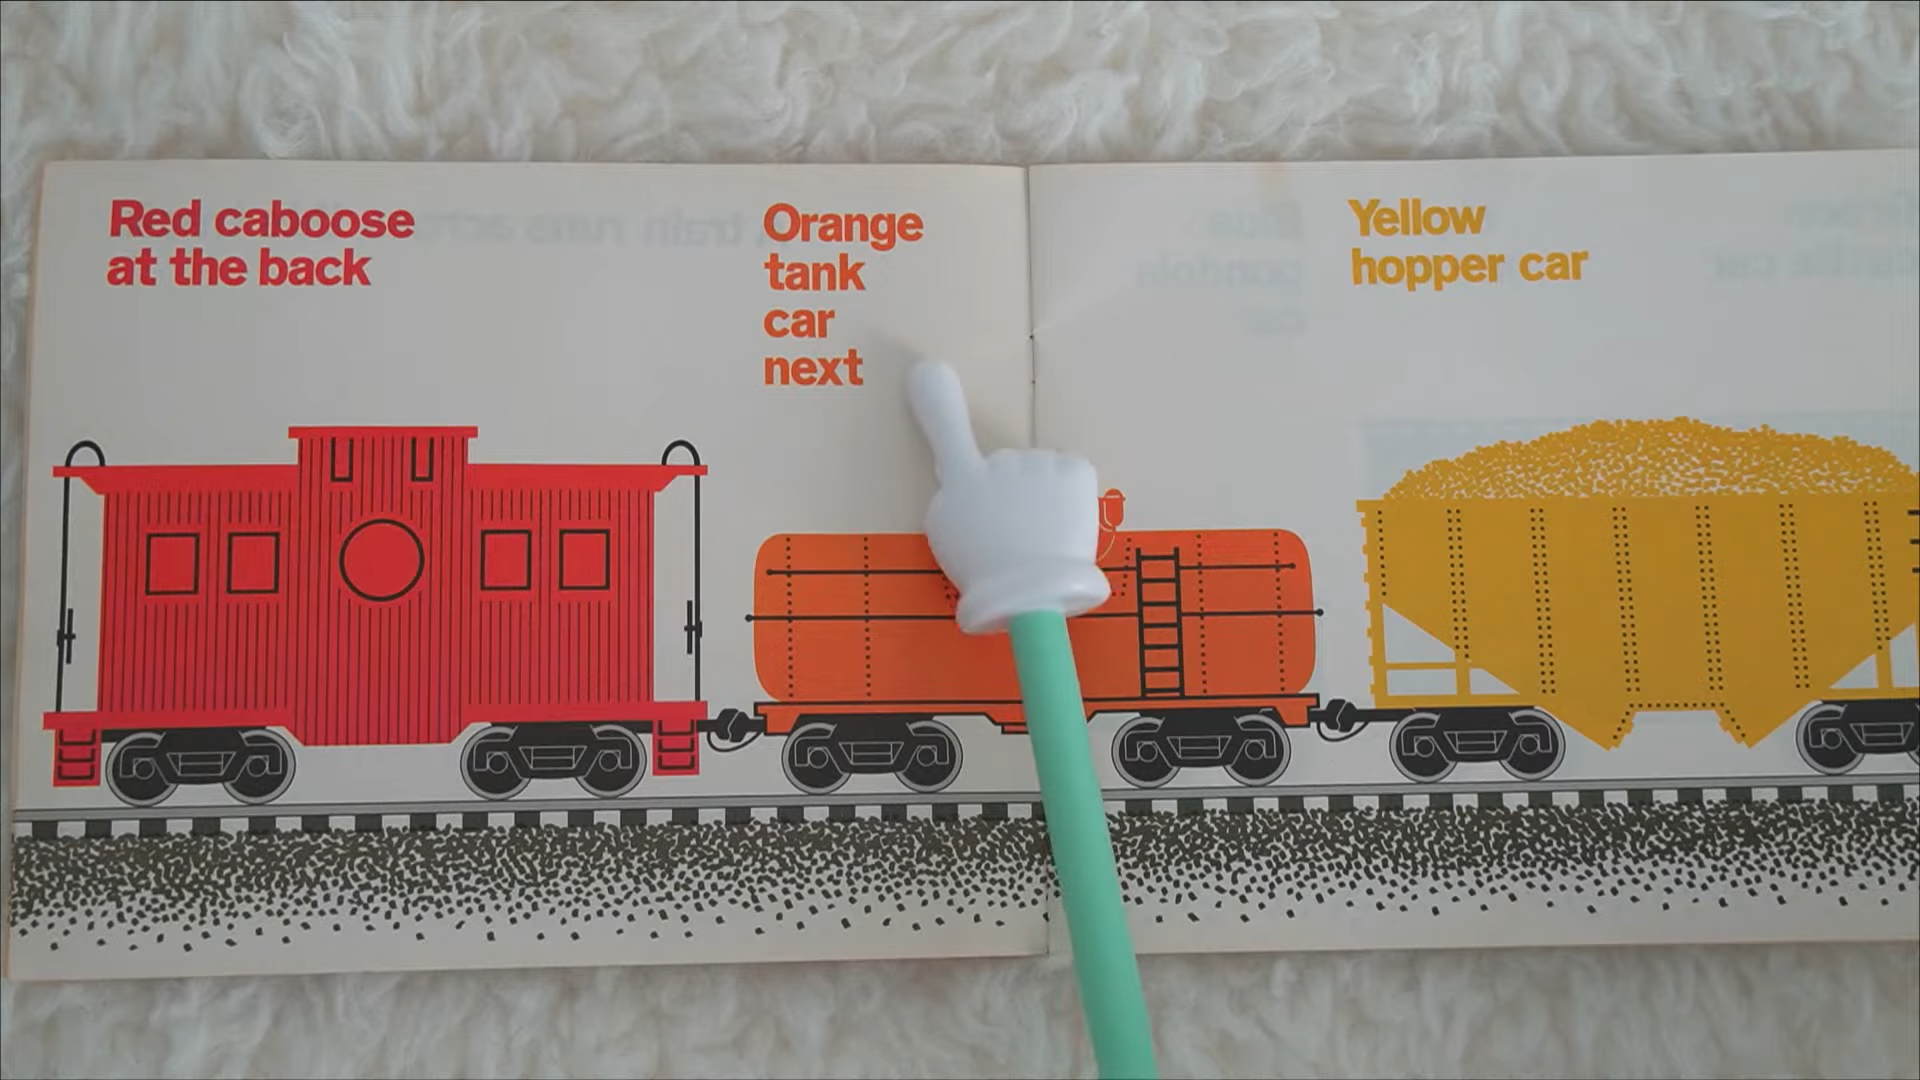 Red caboose
at the back
Orange
tank
car
next
Yellow
hopper car